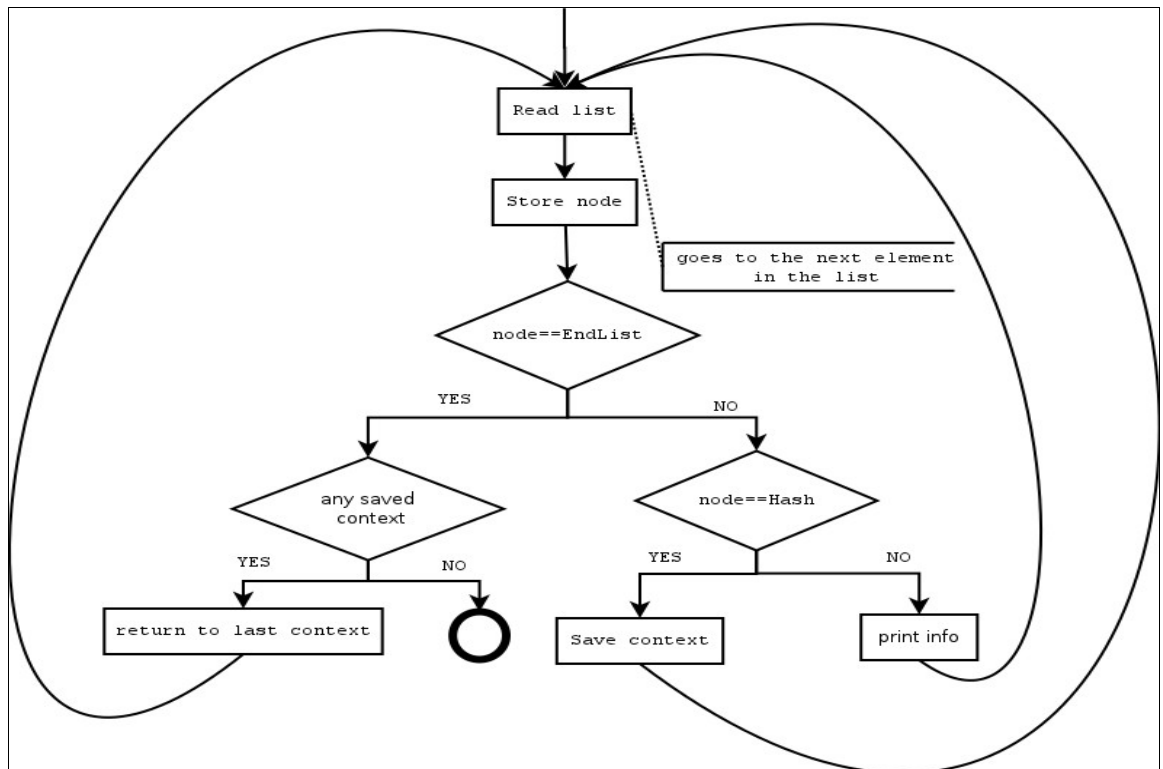 Read list
Store node
goes to the next element
in the list
node==EndList
YES
NO
any saved
context
node==Hash
YES
NO
YES
NO
return to last context
Save context
print info